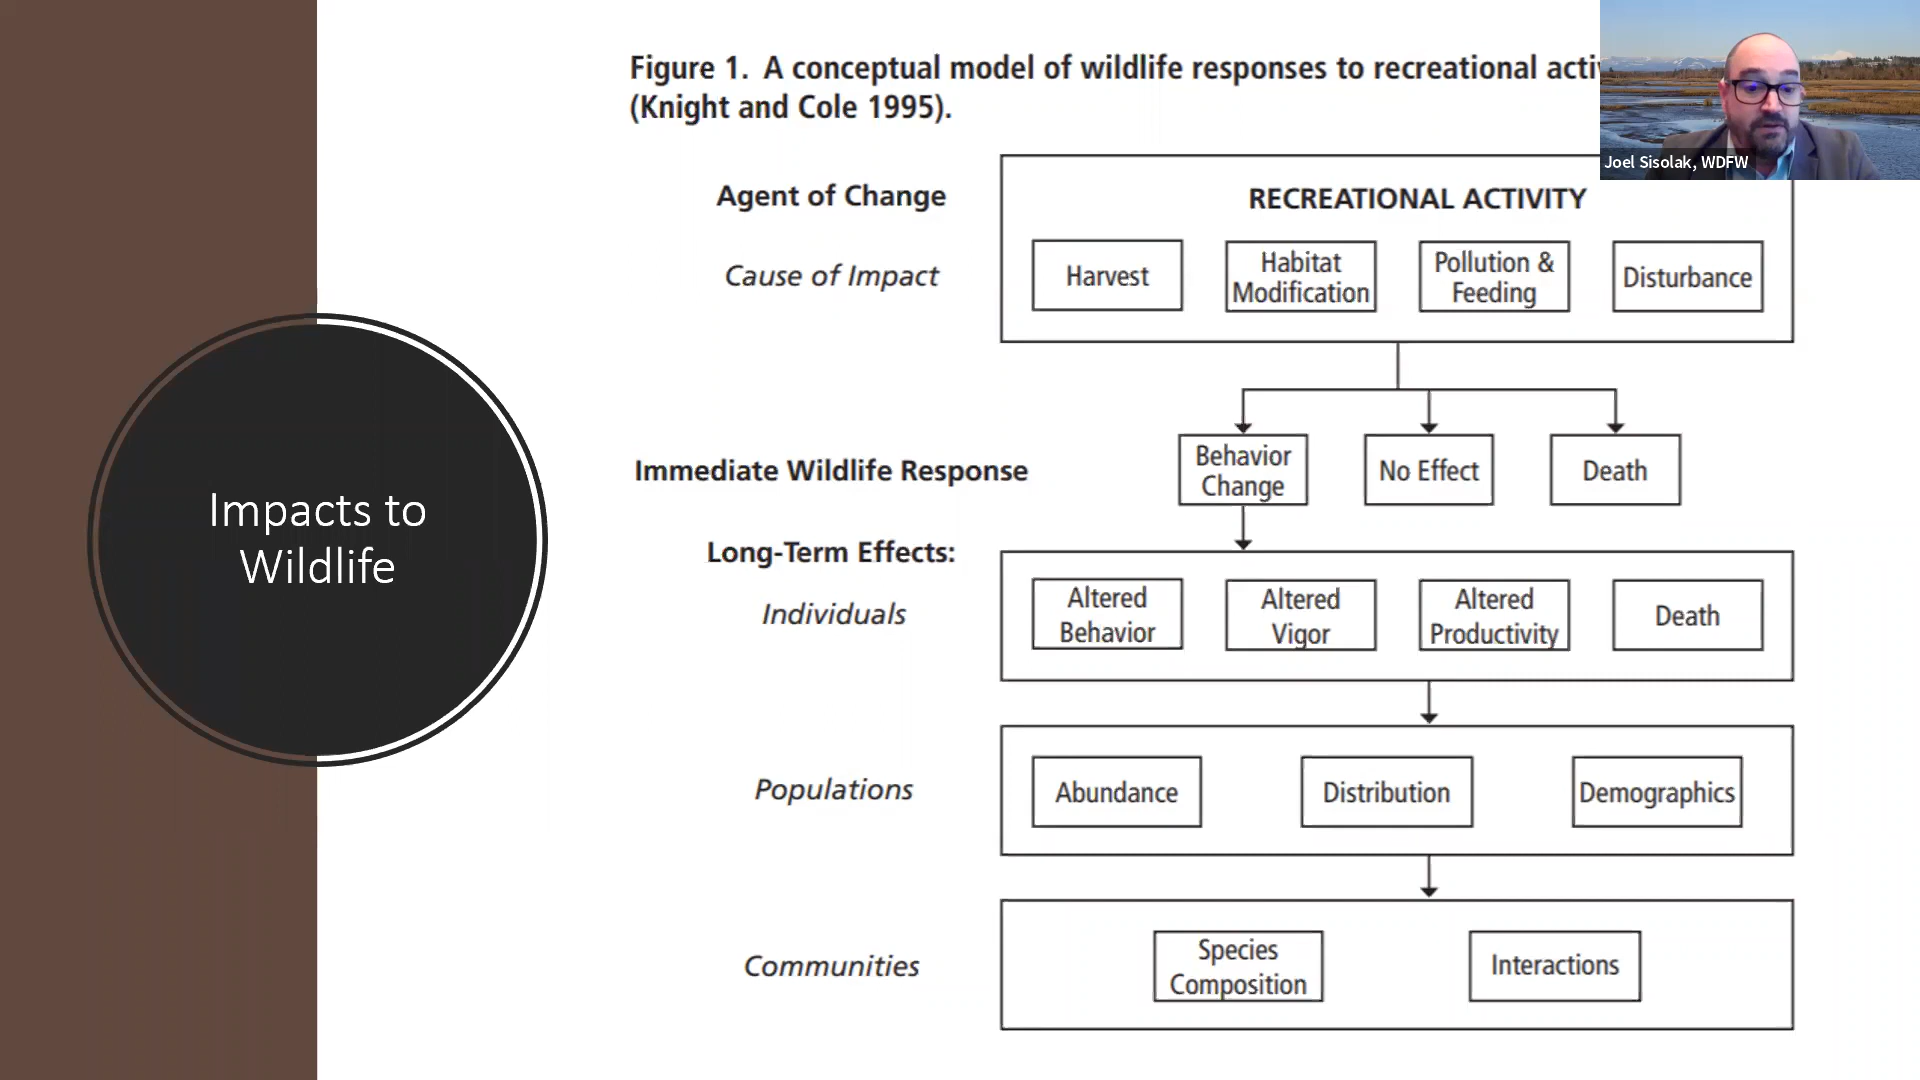 Figure 1. A conceptual model of wildlife responses to recreational
(Knight and Cole 1995).
Joel Sisolak, WDFW
Agent of Change
RECREATIONAL ACTIVITY
Cause of Impact
Harvest
Habitat
Modification
Pollution &
Feeding
Disturbance
Impacts to
Wildlife
Immediate Wildlife Response
Behavior
Change
No Effect
Death
Long-Term Effects:
Individuals
Altered
Behavior
Altered
Vigor
Altered
Productivity
Death
Populations
Abundance
Distribution
Demographics
Communities
Species
Composition
Interactions